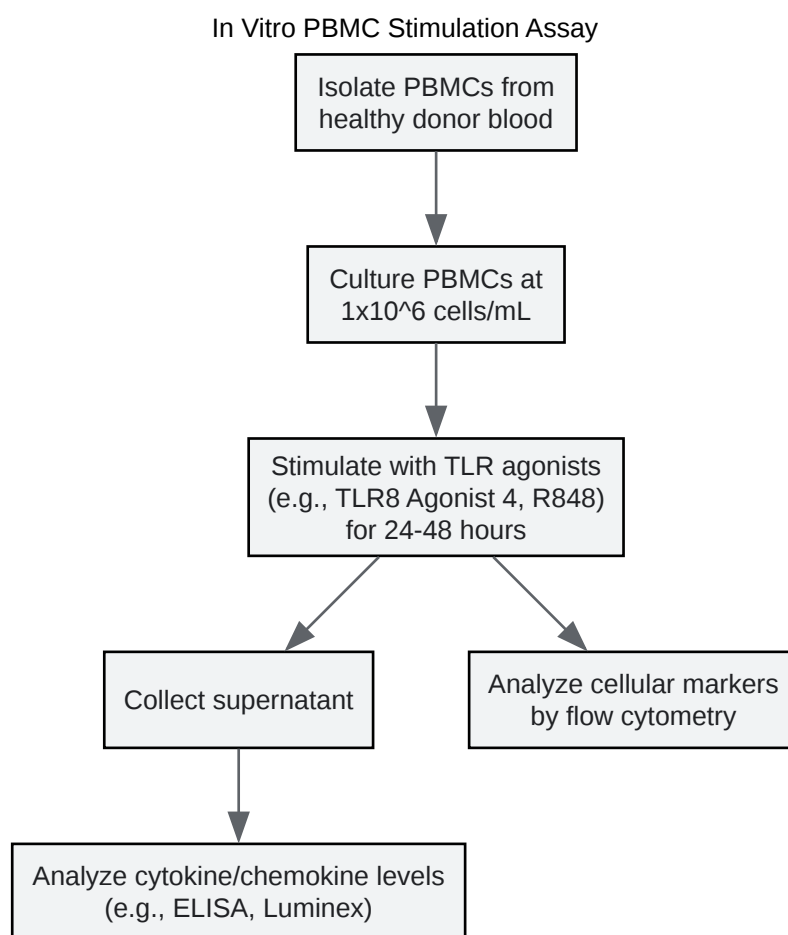 In Vitro PBMC Stimulation Assay
Isolate PBMCs from
healthy donor blood
Culture PBMCs at
1x10^6 cells/mL
Stimulate with TLR agonists
(e.g., TLR8 Agonist 4, R848)
for 24-48 hours
Collect supernatant
Analyze cellular markers
by flow cytometry
Analyze cytokine/chemokine levels
(e.g., ELISA, Luminex)